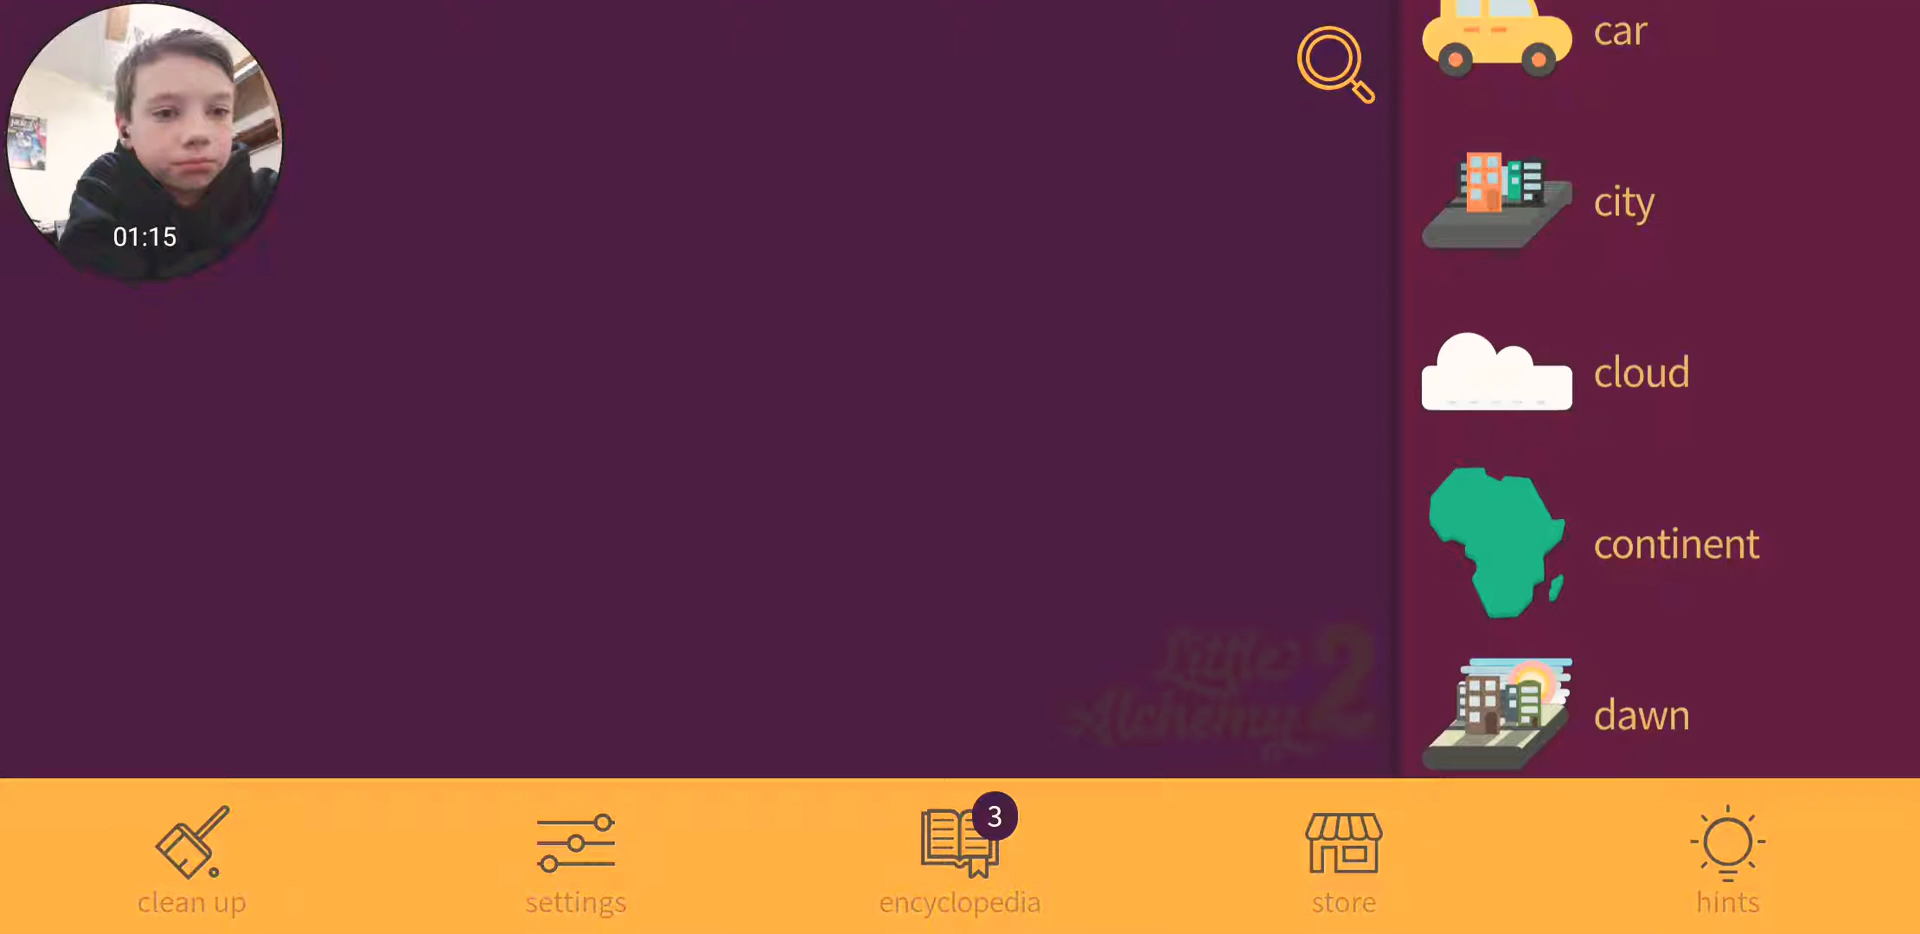 01:15
car
city
cloud
continent
dawn
Little
Alchemy 2
3
clean up
settings
encyclopedia
store
hints